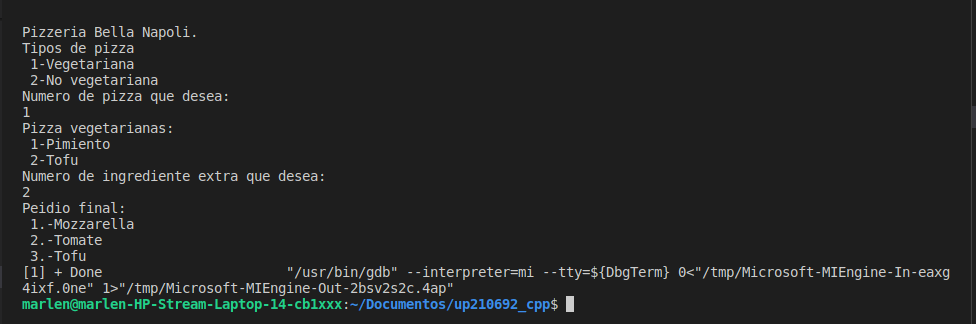 Pizzeria Bella Napoli.
Tipos de pizza
 1-Vegetariana
 2-No vegetariana
Numero de pizza que desea:
1
Pizza vegetarianas:
 1-Pimiento
 2-Tofu
Numero de ingrediente extra que desea:
2
Peidio final:
 1.-Mozzarella
 2.-Tomate
 3.-Tofu
[1] + Done                       "/usr/bin/gdb" --interpreter=mi --tty=${DbgTerm} 0<"/tmp/Microsoft-MIEngine-In-eaxg
4ixf.0ne" 1>"/tmp/Microsoft-MIEngine-Out-2bsv2s2c.4ap"
marlen@marlen-HP-Stream-Laptop-14-cb1xxx:~/Documentos/up210692_cpp$